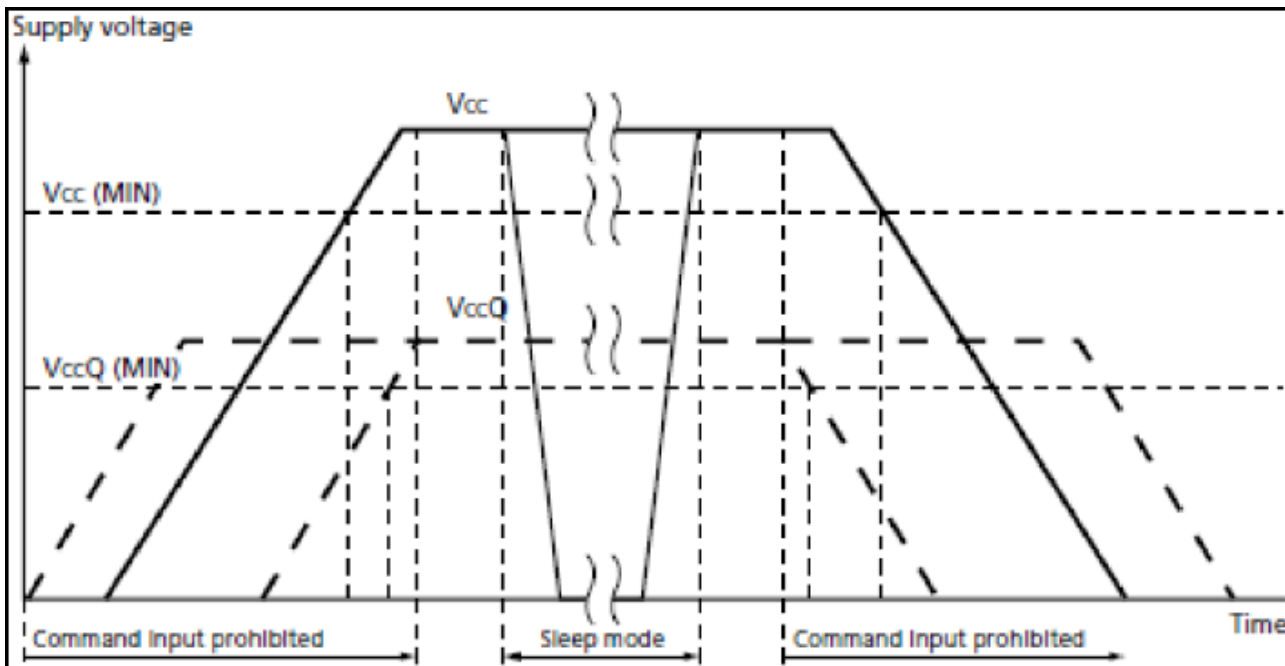 Supply voltage
Vcc
Vcc (MIN)
VccQ
VccQ (MIN)
Time
Command input prohibited
Sleep mode
Command input prohibited